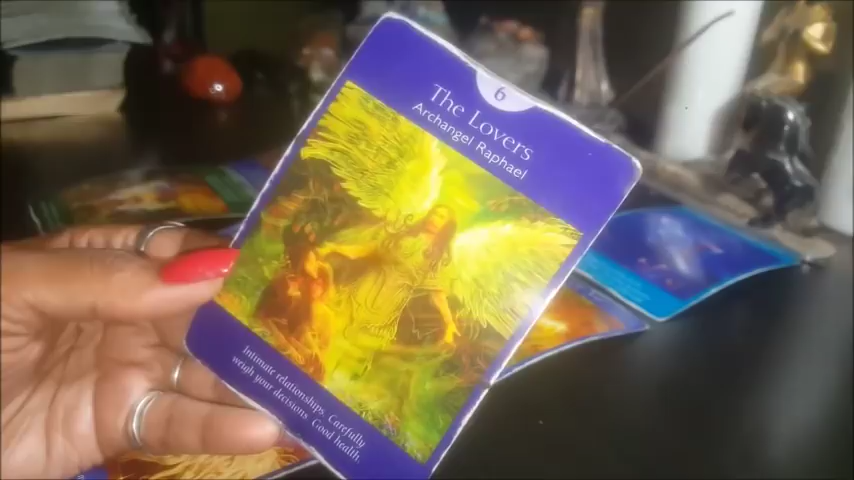 6
The Lovers
Archangel Raphael
Intimate relationships. Carefully
weigh your decisions. Good health.